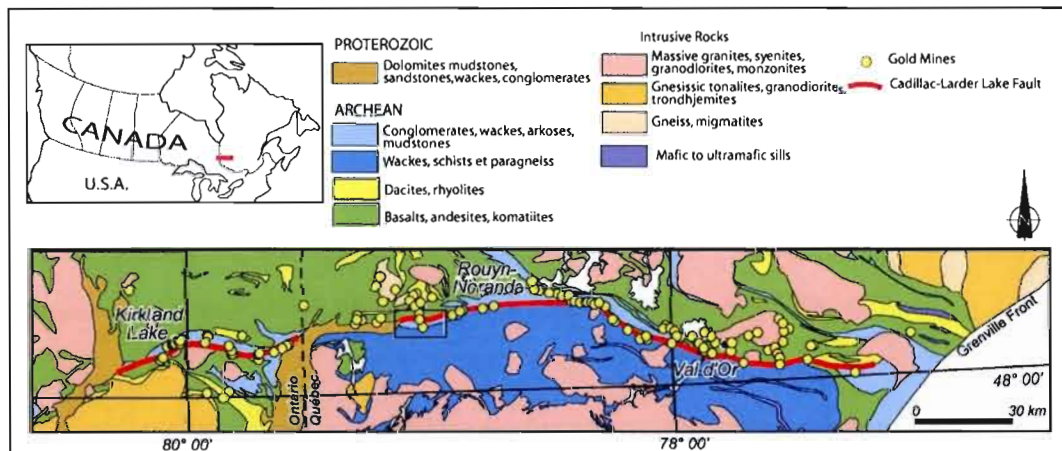 CANADA
U.S.A.
PROTEROZOIC
Dolomites mudstones,
sandstones, wackes, conglomerates
ARCHEAN
Conglomerates, wackes, arkoses,
mudstones
Wackes, schists et paragneiss
Dacites, rhyolites
Basalts, andesites, komatiites
Intrusive Rocks
Massive granites, syenites,
granodiorites, monzonites
Gnesissic tonalites, granodiorites,
trondhjemites
Gneiss, migmatites
Mafic to ultramafic sills
Gold Mines
Cadillac-Larder Lake Fault
N
Kirkland
Lake
Rouyn-
Noranda
Val-d'Or
Ontario
Québec
Grenville Front
48° 00'
0 30 km
80° 00'
78° 00'